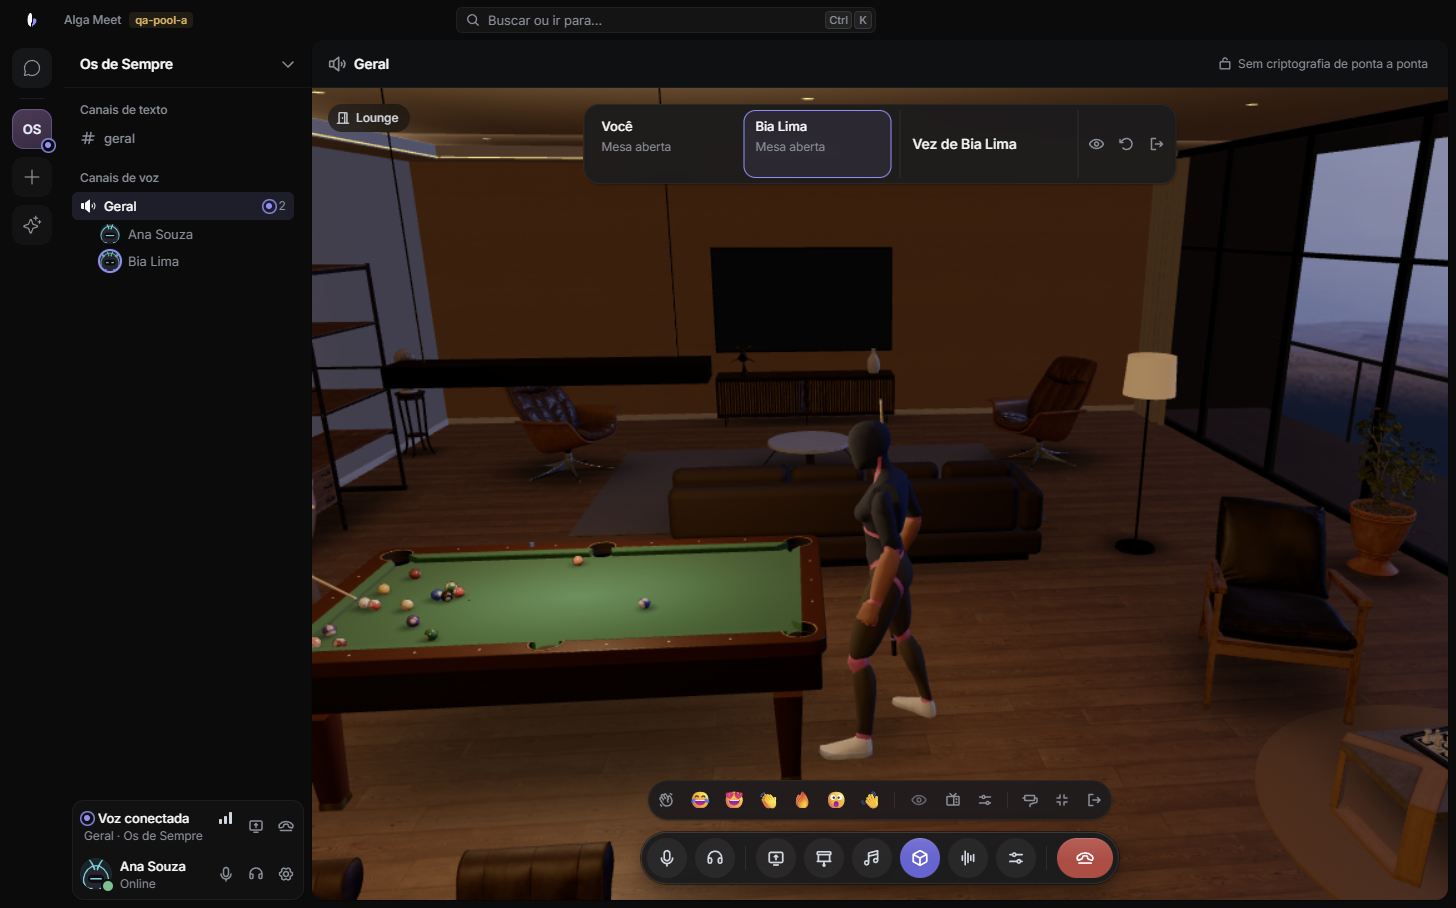 Alga Meet
qa-pool-a
Buscar ou ir para...
Ctrl K
Os de Sempre
Geral
Sem criptografia de ponta a ponta
OS
Canais de texto
geral
Canais de voz
Geral
2
Ana Souza
Bia Lima
Lounge
Você
Mesa aberta
Bia Lima
Mesa aberta
Vez de Bia Lima
Voz conectada
Geral · Os de Sempre
Ana Souza
Online